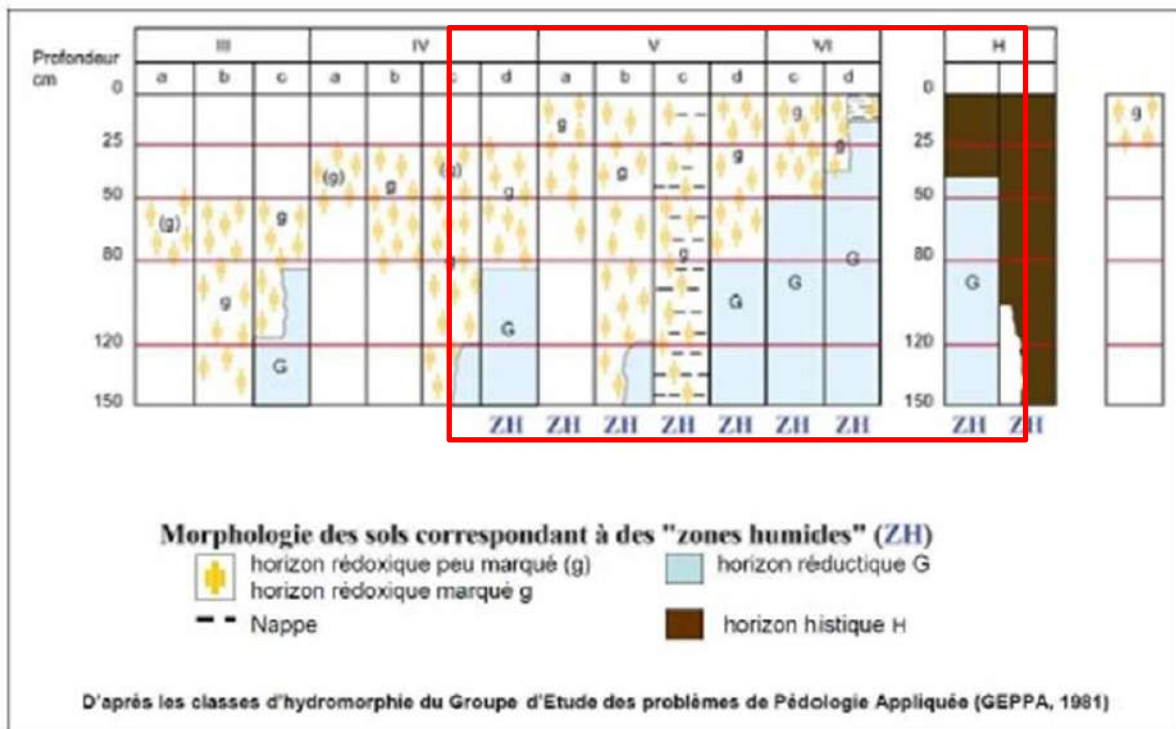 III IV V VI H
Profondeur
cm
a b c a b c d a b c d c d
0 0
g g g
25 25
(g) g (g) g g g g
50 50
(g) g g g
80 80
g G G G G G
120 120
G
150 150
ZH ZH ZH ZH ZH ZH ZH ZH ZH
Morphologie des sols correspondant à des "zones humides" (ZH)
horizon rédoxique peu marqué (g)
horizon réductique G
horizon rédoxique marqué g
Nappe
horizon histique H
D'après les classes d'hydromorphie du Groupe d'Etude des problèmes de Pédologie Appliquée (GEPPA, 1981)